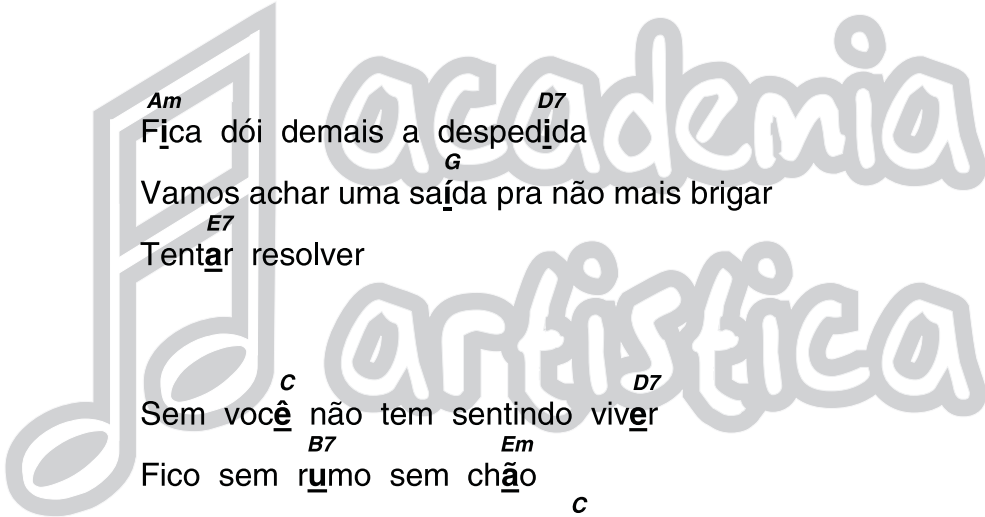 academia
artistica
Am D7
Fica dói demais a despedida
G
Vamos achar uma saída pra não mais brigar
E7
Tentar resolver
C D7
Sem você não tem sentindo viver
B7 Em
Fico sem rumo sem chão
C